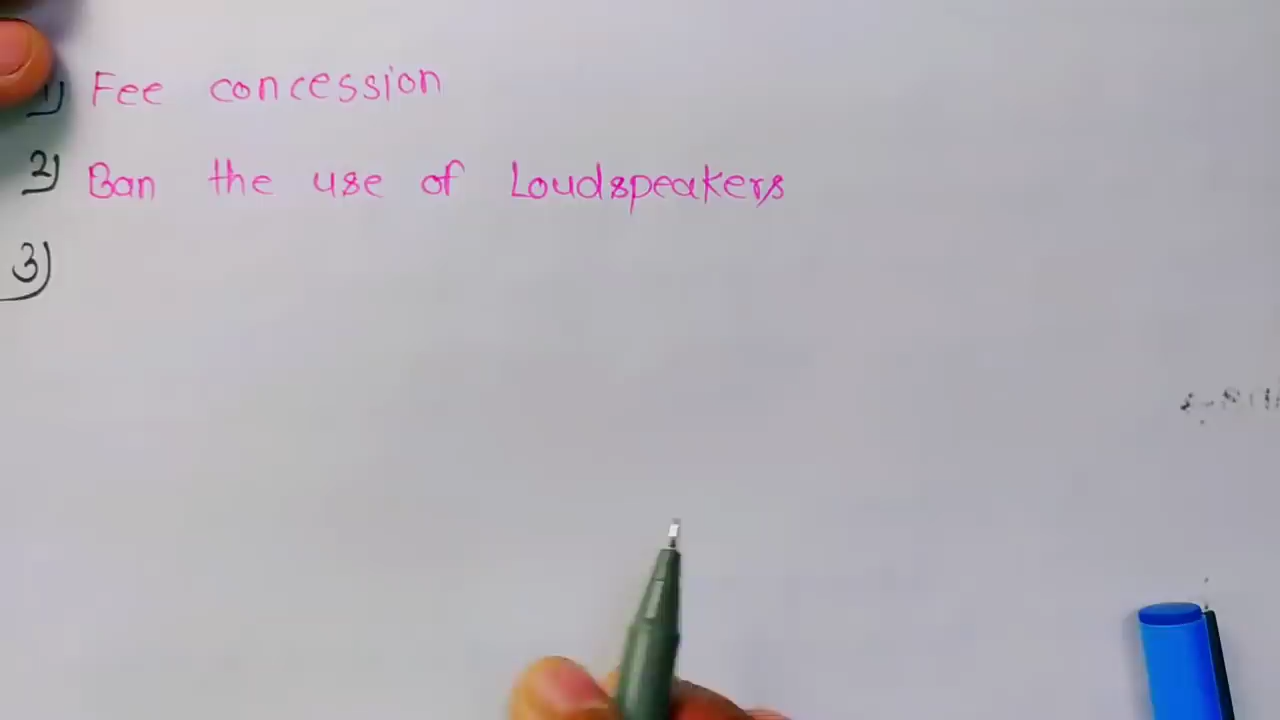 1) Fee concession
2) Ban the use of Loudspeakers
3)